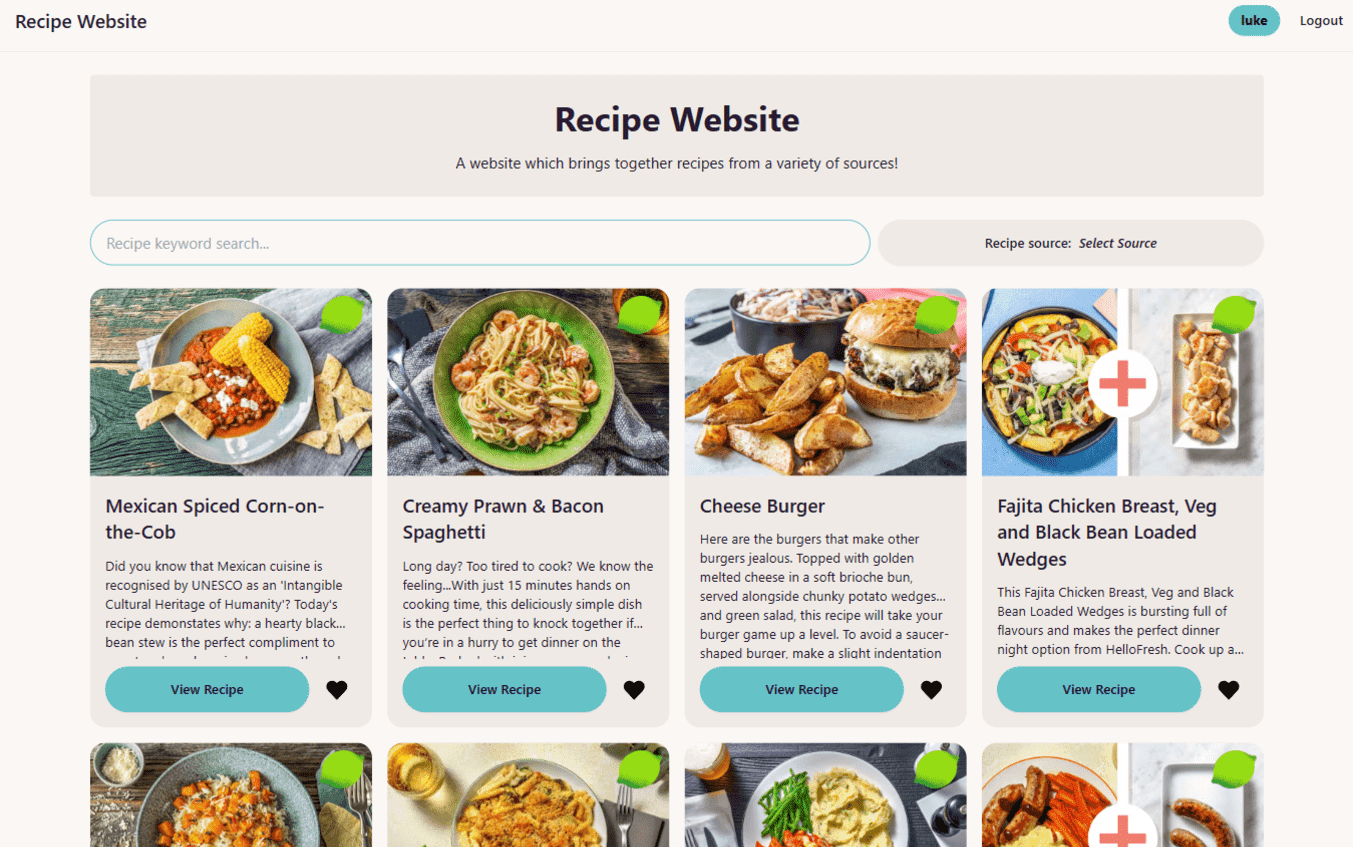 Recipe Website
luke
Logout
Recipe Website
A website which brings together recipes from a variety of sources!
Recipe keyword search...
Recipe source: Select Source
Mexican Spiced Corn-on-
the-Cob
Did you know that Mexican cuisine is
recognised by UNESCO as an 'Intangible
Cultural Heritage of Humanity'? Today's
recipe demonstates why: a hearty black...
bean stew is the perfect compliment to
View Recipe
Creamy Prawn & Bacon
Spaghetti
Long day? Too tired to cook? We know the
feeling...With just 15 minutes hands on
cooking time, this deliciously simple dish
is the perfect thing to knock together if...
you're in a hurry to get dinner on the
View Recipe
Cheese Burger
Here are the burgers that make other
burgers jealous. Topped with golden
melted cheese in a soft brioche bun,
served alongside chunky potato wedges...
and green salad, this recipe will take your
burger game up a level. To avoid a saucer-
shaped burger, make a slight indentation
View Recipe
Fajita Chicken Breast, Veg
and Black Bean Loaded
Wedges
This Fajita Chicken Breast, Veg and Black
Bean Loaded Wedges is bursting full of
flavours and makes the perfect dinner
night option from HelloFresh. Cook up a...
View Recipe